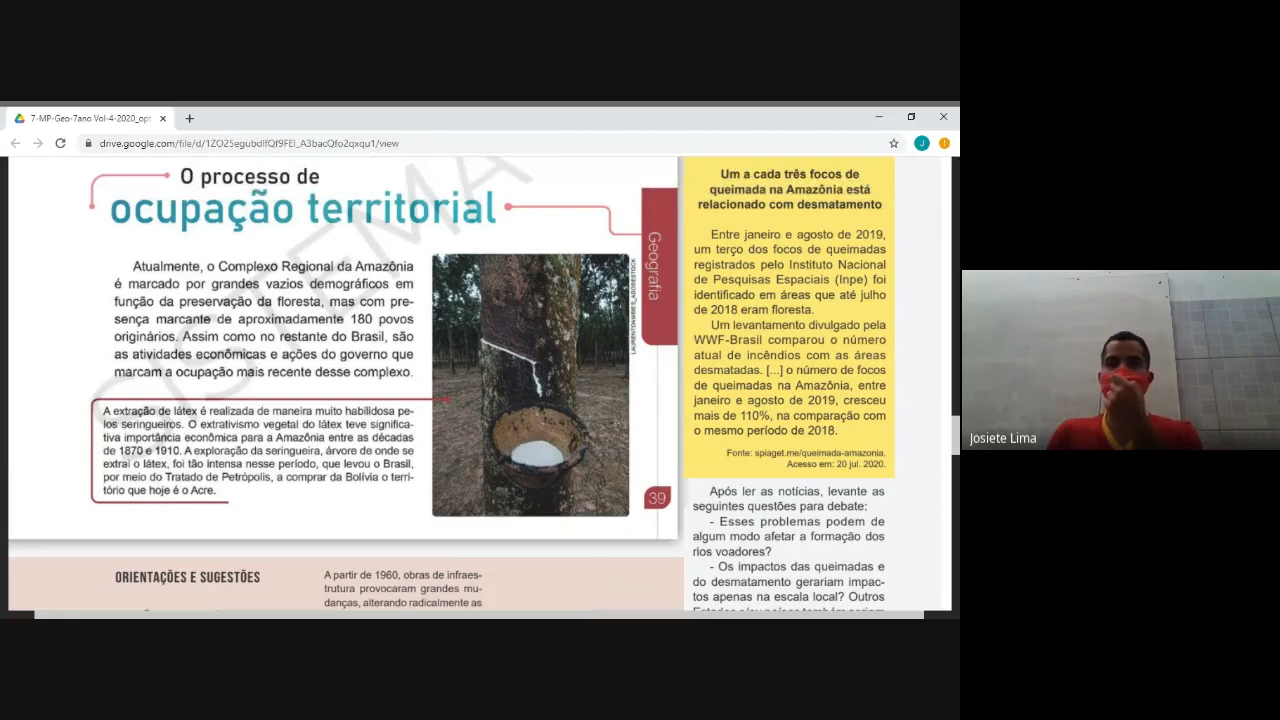 7-MP-Geo-7ano Vol-4-2020_opt
drive.google.com/file/d/1ZO25egubdIfQf9FEI_A3bacQfo2qxqu1/view
SISTEMA
O processo de
ocupação territorial
Geografia
Atualmente, o Complexo Regional da Amazônia
é marcado por grandes vazios demográficos em
função da preservação da floresta, mas com pre-
sença marcante de aproximadamente 180 povos
originários. Assim como no restante do Brasil, são
as atividades econômicas e ações do governo que
marcam a ocupação mais recente desse complexo.
A extração de látex é realizada de maneira muito habilidosa pe-
los seringueiros. O extrativismo vegetal do látex teve significa-
tiva importância econômica para a Amazônia entre as décadas
de 1870 e 1910. A exploração da seringueira, árvore de onde se
extrai o látex, foi tão intensa nesse período, que levou o Brasil,
por meio do Tratado de Petrópolis, a comprar da Bolívia o terri-
tório que hoje é o Acre.
39
ORIENTAÇÕES E SUGESTÕES
A partir de 1960, obras de infraes-
trutura provocaram grandes mu-
danças, alterando radicalmente as
Um a cada três focos de
queimada na Amazônia está
relacionado com desmatamento
Entre janeiro e agosto de 2019,
um terço dos focos de queimadas
registrados pelo Instituto Nacional
de Pesquisas Espaciais (Inpe) foi
identificado em áreas que até julho
de 2018 eram floresta.
Um levantamento divulgado pela
WWF-Brasil comparou o número
atual de incêndios com as áreas
desmatadas. [...] o número de focos
de queimadas na Amazônia, entre
janeiro e agosto de 2019, cresceu
mais de 110%, na comparação com
o mesmo período de 2018.
Fonte: spiaget.me/queimada-amazonia.
Acesso em: 20 jul. 2020.
Após ler as notícias, levante as
seguintes questões para debate:
- Esses problemas podem de
algum modo afetar a formação dos
rios voadores?
- Os impactos das queimadas e
do desmatamento gerariam impac-
tos apenas na escala local? Outros
J
Josiete Lima